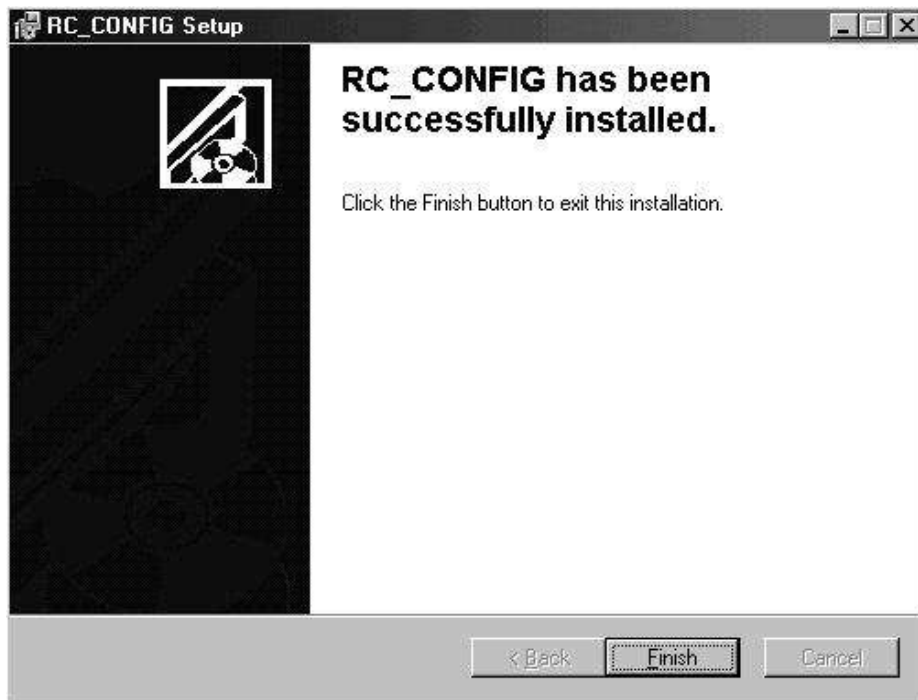 RC_CONFIG Setup
RC_CONFIG has been
successfully installed.
Click the Finish button to exit this installation.
< Back
Finish
Cancel